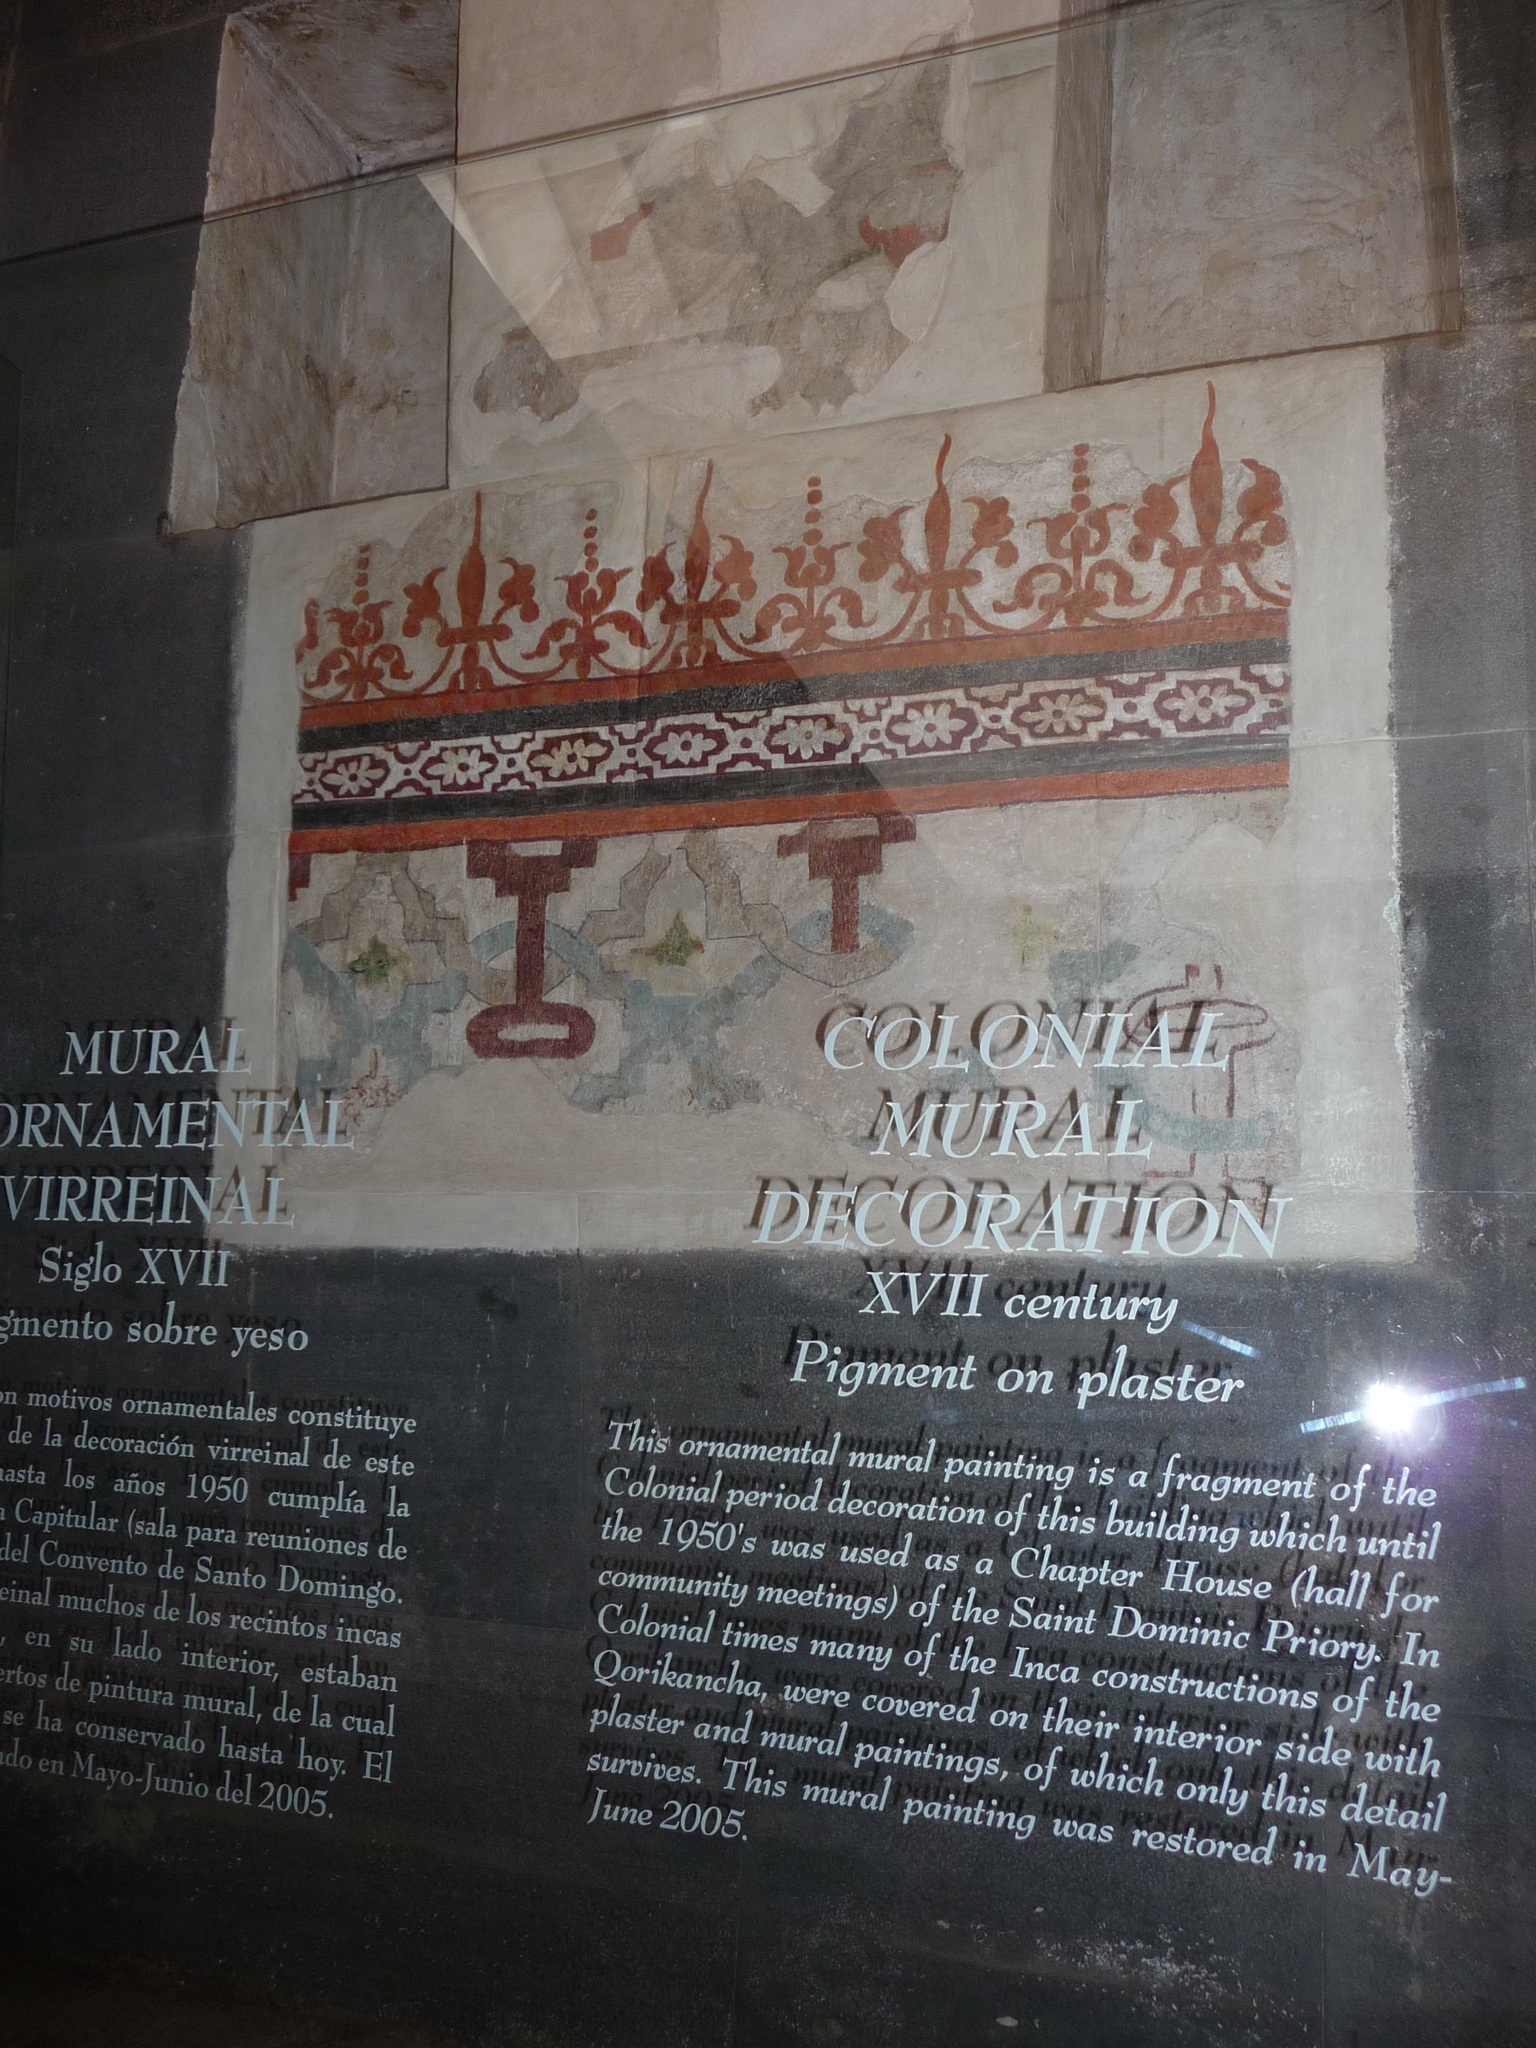 MURAL
ORNAMENTAL
VIRREINAL
Siglo XVII
sobre yeso
motivos ornamentales constituye
de la decoración virreinal de este
los años 1950 cumplía la
Capitular (sala para reuniones de
del Convento de Santo Domingo.
muchos de los recintos incas
, en su lado interior, estaban
de pintura mural, de la cual
se ha conservado hasta hoy. El
en Mayo-Junio del 2005.
COLONIAL
MURAL
DECORATION
XVII century
Pigment on plaster
This ornamental mural painting is a fragment of the
Colonial period decoration of this building which until
the 1950's was used as a Chapter House (hall for
community meetings) of the Saint Dominic Priory. In
Colonial times many of the Inca constructions of the
Qorikancha, were covered on their interior side with
plaster and mural paintings, of which only this detail
survives. This mural painting was restored in May-
June 2005.